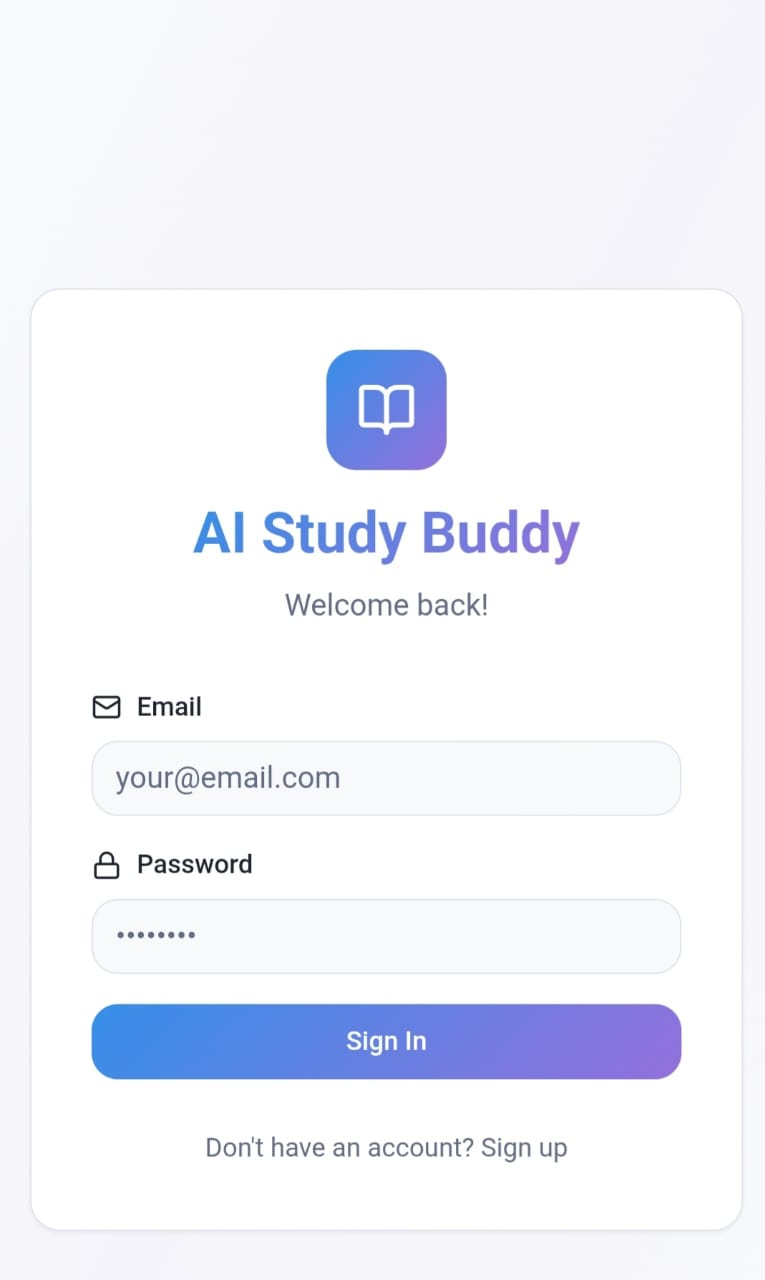 AI Study Buddy
Welcome back!
Email
your@email.com
Password
••••••••
Sign In
Don't have an account? Sign up